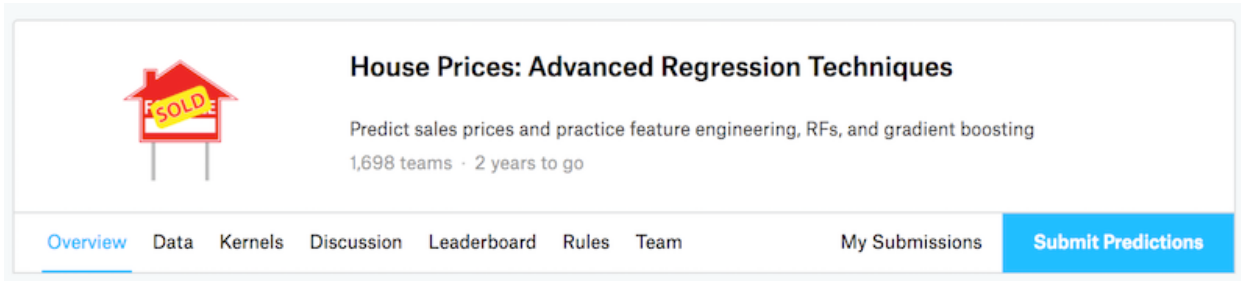 House Prices: Advanced Regression Techniques
SOLD
Predict sales prices and practice feature engineering, RFs, and gradient boosting
1,698 teams · 2 years to go
Overview Data Kernels Discussion Leaderboard Rules Team My Submissions Submit Predictions